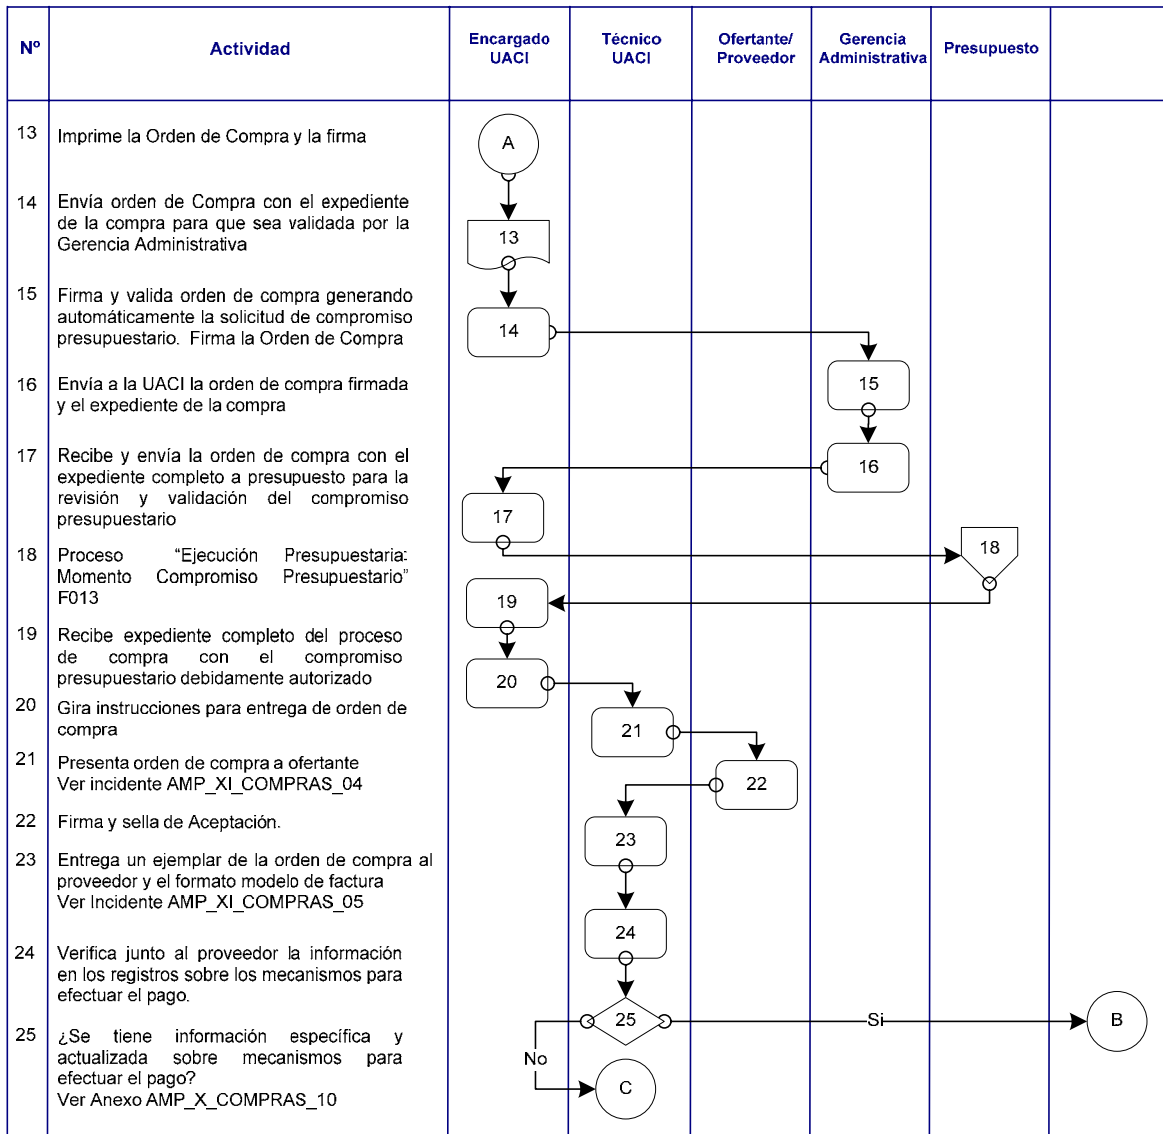 Nº
Actividad
Encargado
UACI
Técnico
UACI
Ofertante/
Proveedor
Gerencia
Administrativa
Presupuesto
13 Imprime la Orden de Compra y la firma
14 Envía orden de Compra con el expediente
de la compra para que sea validada por la
Gerencia Administrativa
15 Firma y valida orden de compra generando
automáticamente la solicitud de compromiso
presupuestario. Firma la Orden de Compra
16 Envía a la UACI la orden de compra firmada
y el expediente de la compra
17 Recibe y envía la orden de compra con el
expediente completo a presupuesto para la
revisión y validación del compromiso
presupuestario
18 Proceso “Ejecución Presupuestaria:
Momento Compromiso Presupuestario”
F013
19 Recibe expediente completo del proceso
de compra con el compromiso
presupuestario debidamente autorizado
20 Gira instrucciones para entrega de orden de
compra
21 Presenta orden de compra a ofertante
Ver incidente AMP_XI_COMPRAS_04
22 Firma y sella de Aceptación.
23 Entrega un ejemplar de la orden de compra al
proveedor y el formato modelo de factura
Ver Incidente AMP_XI_COMPRAS_05
24 Verifica junto al proveedor la información
en los registros sobre los mecanismos para
efectuar el pago.
25 ¿Se tiene información específica y
actualizada sobre mecanismos para
efectuar el pago?
Ver Anexo AMP_X_COMPRAS_10
A
13
14
15
16
17
18
19
20
21
22
23
24
25
Si
B
No
C